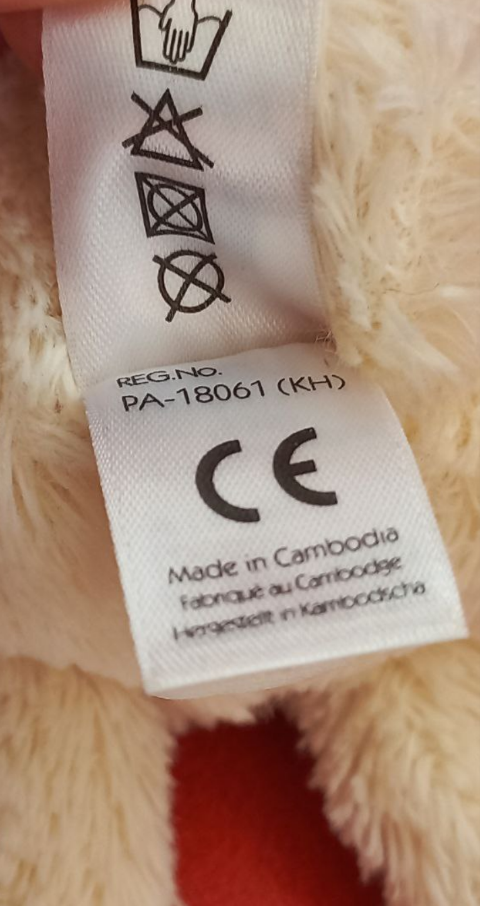 REG.No.
PA-18061 (KH)
CE
Made in Cambodia
Fabriqué au Cambodge
Hergestellt in Kambodscha